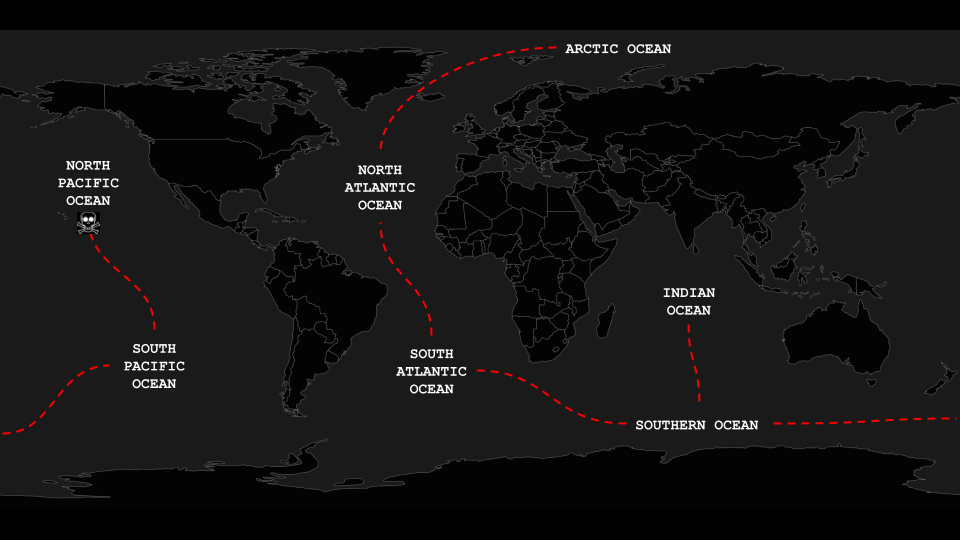 ARCTIC OCEAN
NORTH
PACIFIC
OCEAN
NORTH
ATLANTIC
OCEAN
INDIAN
OCEAN
SOUTH
PACIFIC
OCEAN
SOUTH
ATLANTIC
OCEAN
SOUTHERN OCEAN